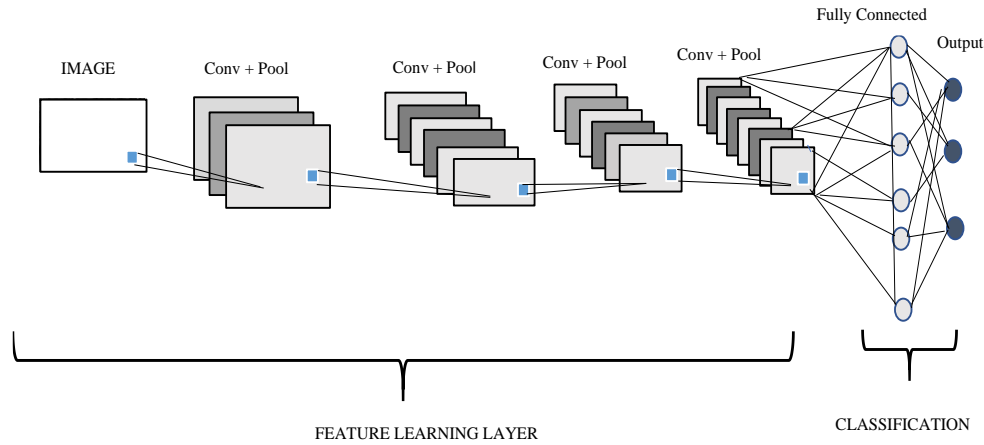 Fully Connected
Output
IMAGE
Conv + Pool
Conv + Pool
Conv + Pool
Conv + Pool
FEATURE LEARNING LAYER
CLASSIFICATION